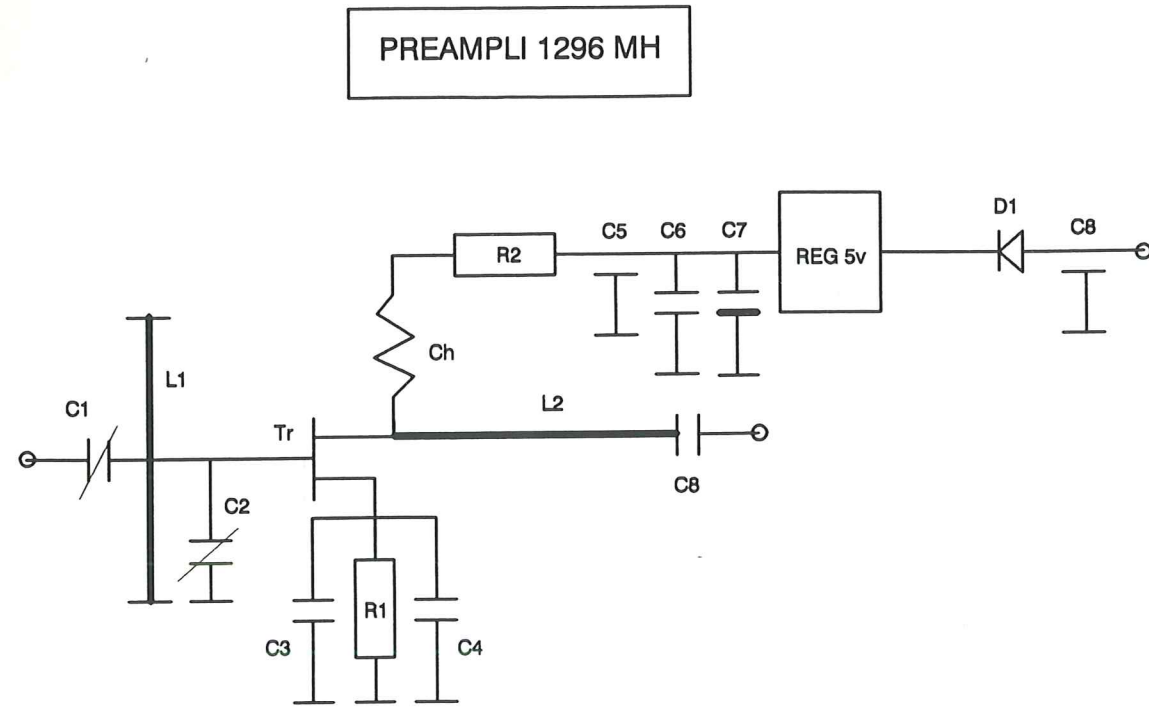 PREAMPLI 1296 MH
D1
C5 C6 C7 C8
R2 REG 5v
Ch
L1
L2
C1
Tr
C8
C2
R1
C3 C4